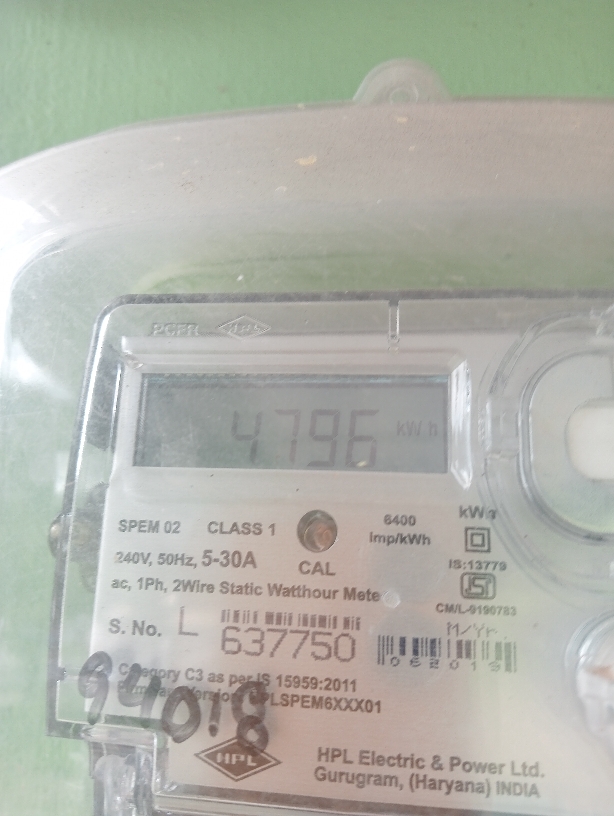 4796 kWh
SPEM 02 CLASS 1
6400 Imp/kWh
kWh
240V, 50Hz, 5-30A
CAL
IS:13779
ac, 1Ph, 2Wire Static Watthour Mete
CM/L-9190783
S. No. L 637750
M/Yr.
Category C3 as per IS 15959:2011
94018
HPL
HPL Electric & Power Ltd.
Gurugram, (Haryana) INDIA